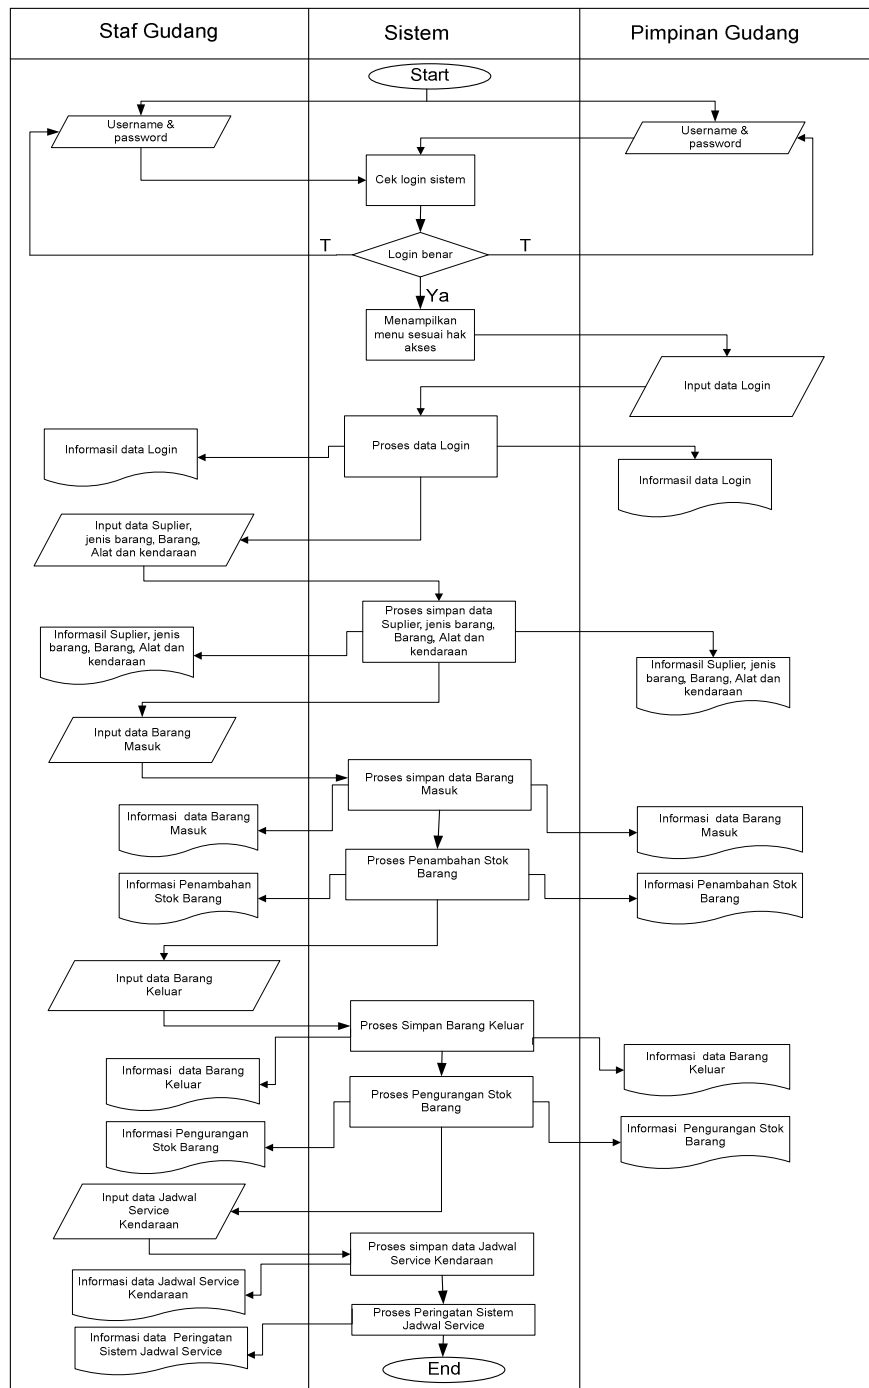 Staf Gudang
Sistem
Pimpinan Gudang
Start
Username &
password
Username &
password
Cek login sistem
T
Login benar
T
Ya
Menampilkan
menu sesuai hak
akses
Input data Login
Proses data Login
Informasil data Login
Informasil data Login
Input data Suplier,
jenis barang, Barang,
Alat dan kendaraan
Proses simpan data
Suplier, jenis barang,
Barang, Alat dan
kendaraan
Informasil Suplier, jenis
barang, Barang, Alat dan
kendaraan
Informasil Suplier, jenis
barang, Barang, Alat dan
kendaraan
Input data Barang
Masuk
Proses simpan data Barang
Masuk
Informasi data Barang
Masuk
Informasi data Barang
Masuk
Proses Penambahan Stok
Barang
Informasi Penambahan
Stok Barang
Informasi Penambahan Stok
Barang
Input data Barang
Keluar
Proses Simpan Barang Keluar
Informasi data Barang
Keluar
Informasi data Barang
Keluar
Proses Pengurangan Stok
Barang
Informasi Pengurangan
Stok Barang
Informasi Pengurangan Stok
Barang
Input data Jadwal
Service
Kendaraan
Proses simpan data Jadwal
Service Kendaraan
Informasi data Jadwal Service
Kendaraan
Proses Peringatan Sistem
Jadwal Service
Informasi data Peringatan
Sistem Jadwal Service
End